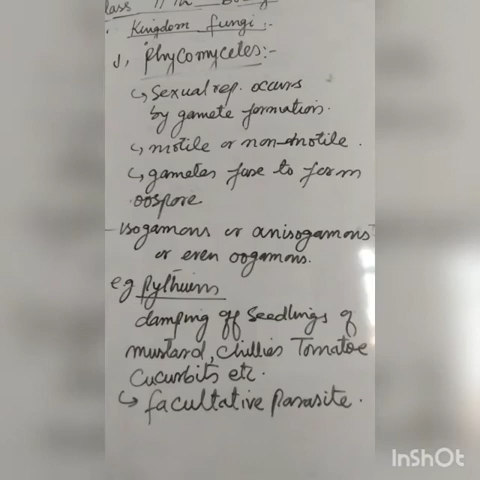 Class 11th
Kingdom fungi :-
1, Phycomycetes:-
↳ Sexual rep. occurs
by gamete formation.
↳ motile or non-motile.
↳ gametes fuse to form
oospore
- isogamous or anisogamous
or even oogamous.
eg Pythium
damping off seedlings of
mustard, chillies Tomatoe
Cucurbits etc.
↳ facultative Parasite.
InShOt